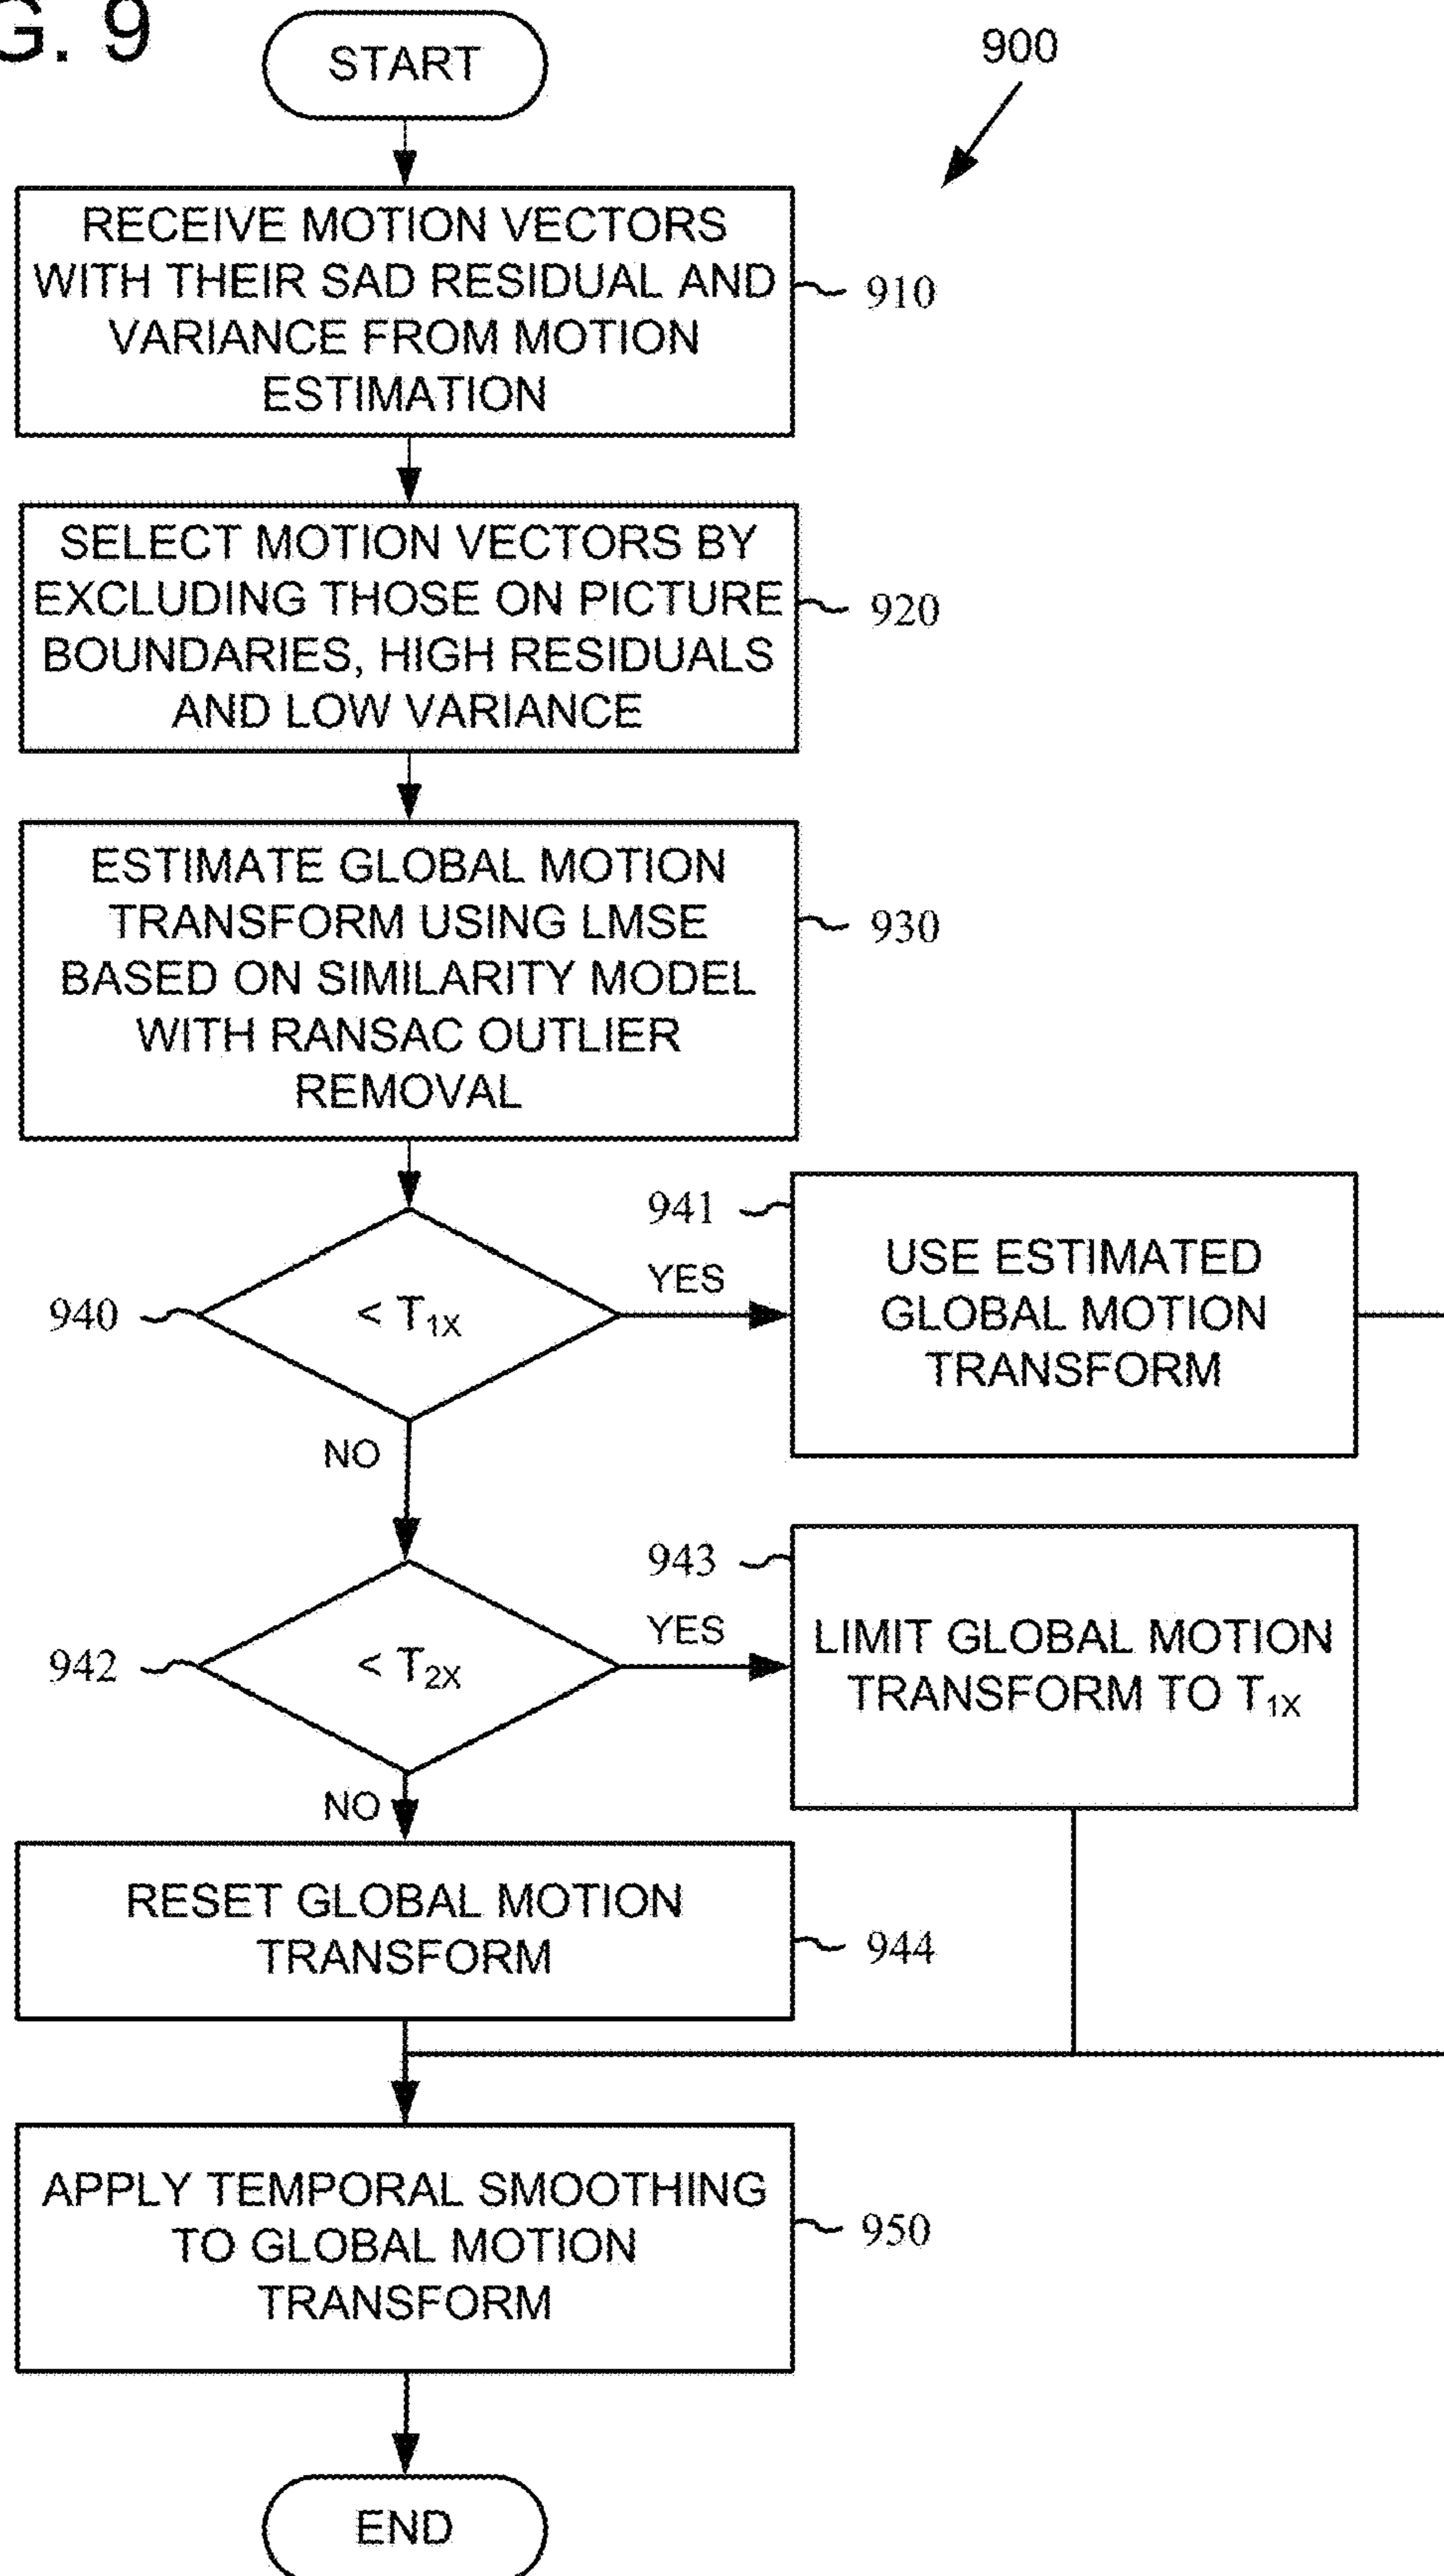 G. 9
START
900
RECEIVE MOTION VECTORS
WITH THEIR SAD RESIDUAL AND
VARIANCE FROM MOTION
ESTIMATION
910
SELECT MOTION VECTORS BY
EXCLUDING THOSE ON PICTURE
BOUNDARIES, HIGH RESIDUALS
AND LOW VARIANCE
920
ESTIMATE GLOBAL MOTION
TRANSFORM USING LMSE
BASED ON SIMILARITY MODEL
WITH RANSAC OUTLIER
REMOVAL
930
940
< T1X
YES
941
USE ESTIMATED
GLOBAL MOTION
TRANSFORM
NO
942
< T2X
YES
943
LIMIT GLOBAL MOTION
TRANSFORM TO T1X
NO
RESET GLOBAL MOTION
TRANSFORM
944
APPLY TEMPORAL SMOOTHING
TO GLOBAL MOTION
TRANSFORM
950
END